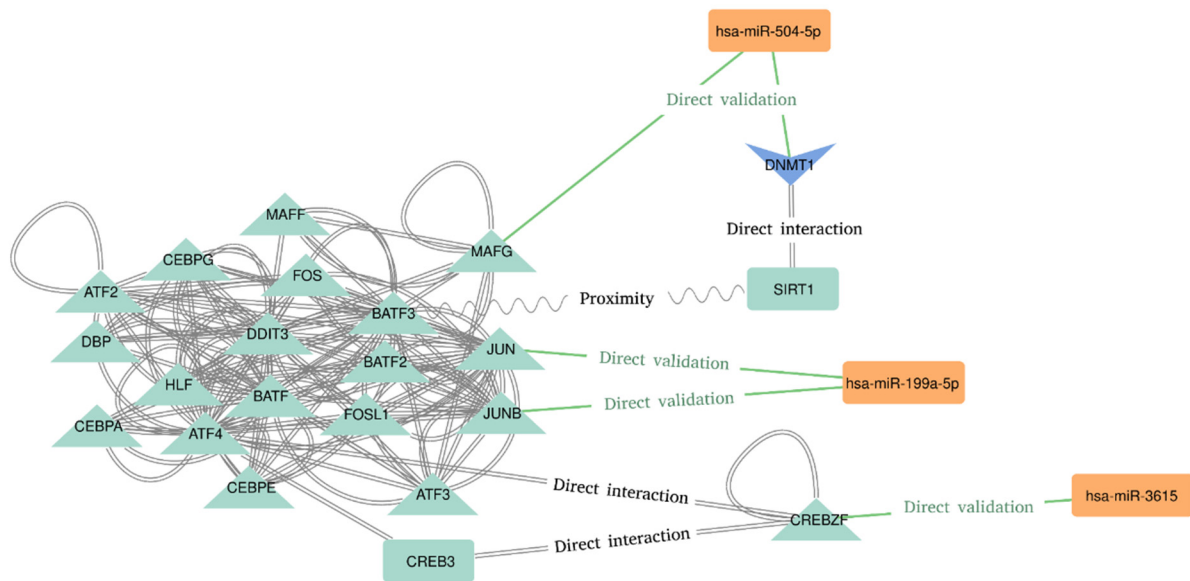 hsa-miR-504-5p
Direct validation
DNMT1
MAFF
Direct interaction
MAFG
CEBPG
FOS
ATF2
SIRT1
Proximity
BATF3
DDIT3
DBP
JUN
Direct validation
BATF2
HLF
hsa-miR-199a-5p
BATF
Direct validation
FOSL1
JUNB
CEBPA
ATF4
CEBPE
Direct interaction
ATF3
hsa-miR-3615
Direct validation
CREBZF
Direct interaction
CREB3